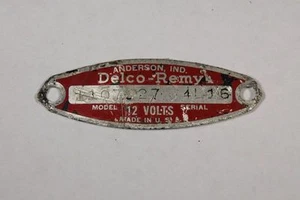 ANDERSON, IND.
Delco-Remy
MODEL 12 VOLTS SERIAL
MADE IN U. S. A.